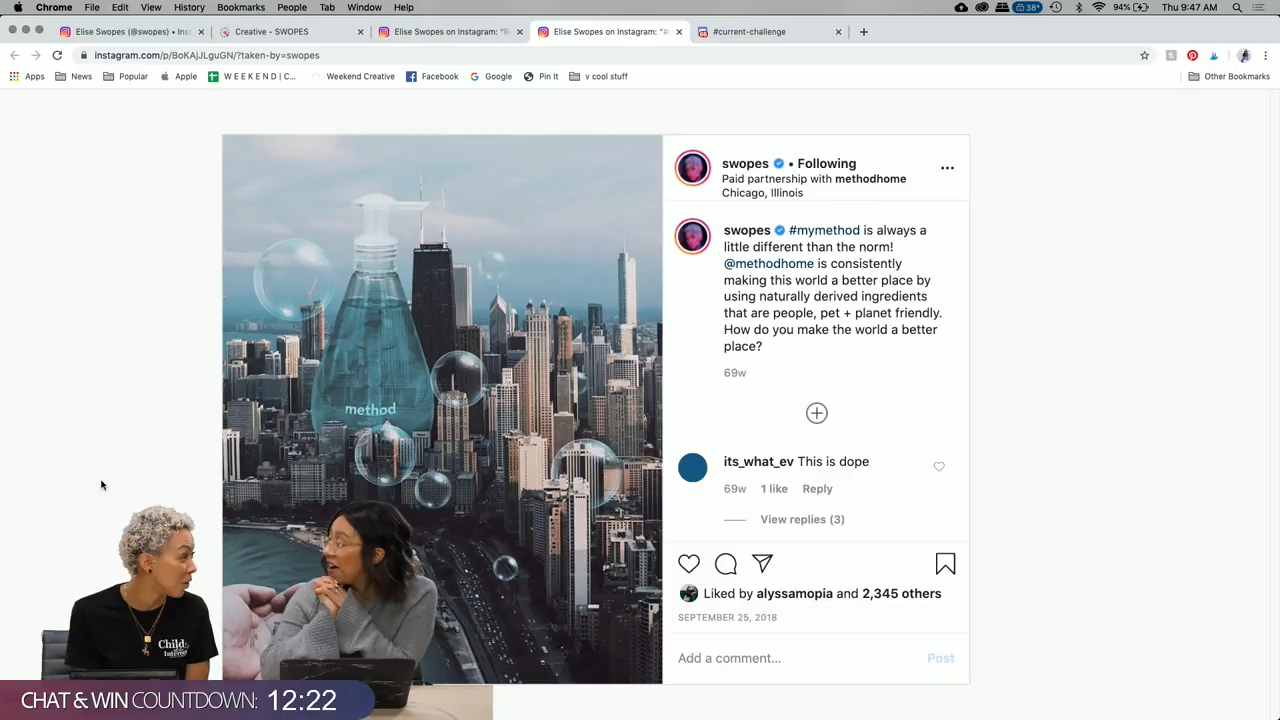 Chrome File Edit View History Bookmarks People Tab Window Help 38° 94% Thu 9:47 AM
Elise Swopes (@swopes) • Inst × Creative - SWOPES × Elise Swopes on Instagram: "R × Elise Swopes on Instagram: "# × #current-challenge × +
instagram.com/p/BoKAjJLguGN/?taken-by=swopes
Apps News Popular Apple W E E K E N D | C... Weekend Creative Facebook Google Pin It v cool stuff Other Bookmarks
swopes • Following
Paid partnership with methodhome
Chicago, Illinois
swopes #mymethod is always a
little different than the norm!
@methodhome is consistently
making this world a better place by
using naturally derived ingredients
that are people, pet + planet friendly.
How do you make the world a better
place?
69w
method
its_what_ev This is dope
69w 1 like Reply
View replies (3)
Liked by alyssamopia and 2,345 others
SEPTEMBER 25, 2018
Add a comment... Post
Child
Internet
CHAT & WIN COUNTDOWN: 12:22